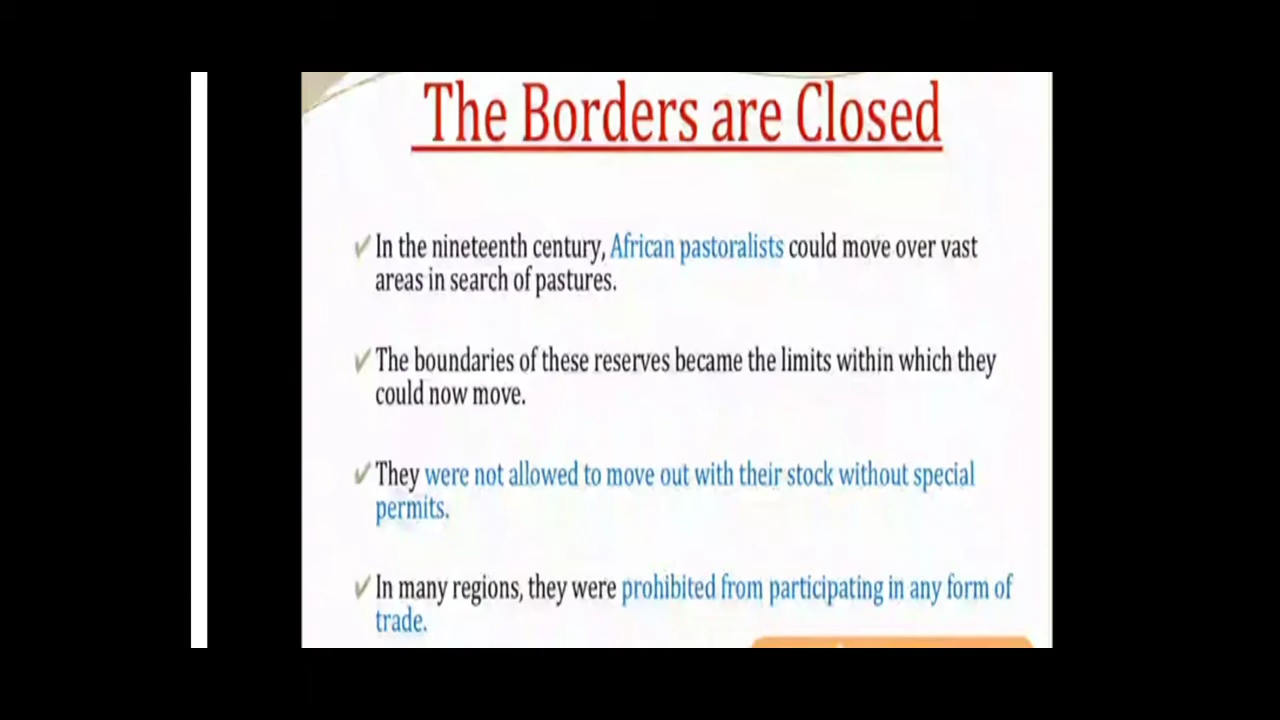 The Borders are Closed
✔In the nineteenth century, African pastoralists could move over vast
areas in search of pastures.
✔The boundaries of these reserves became the limits within which they
could now move.
✔They were not allowed to move out with their stock without special
permits.
✔In many regions, they were prohibited from participating in any form of
trade.